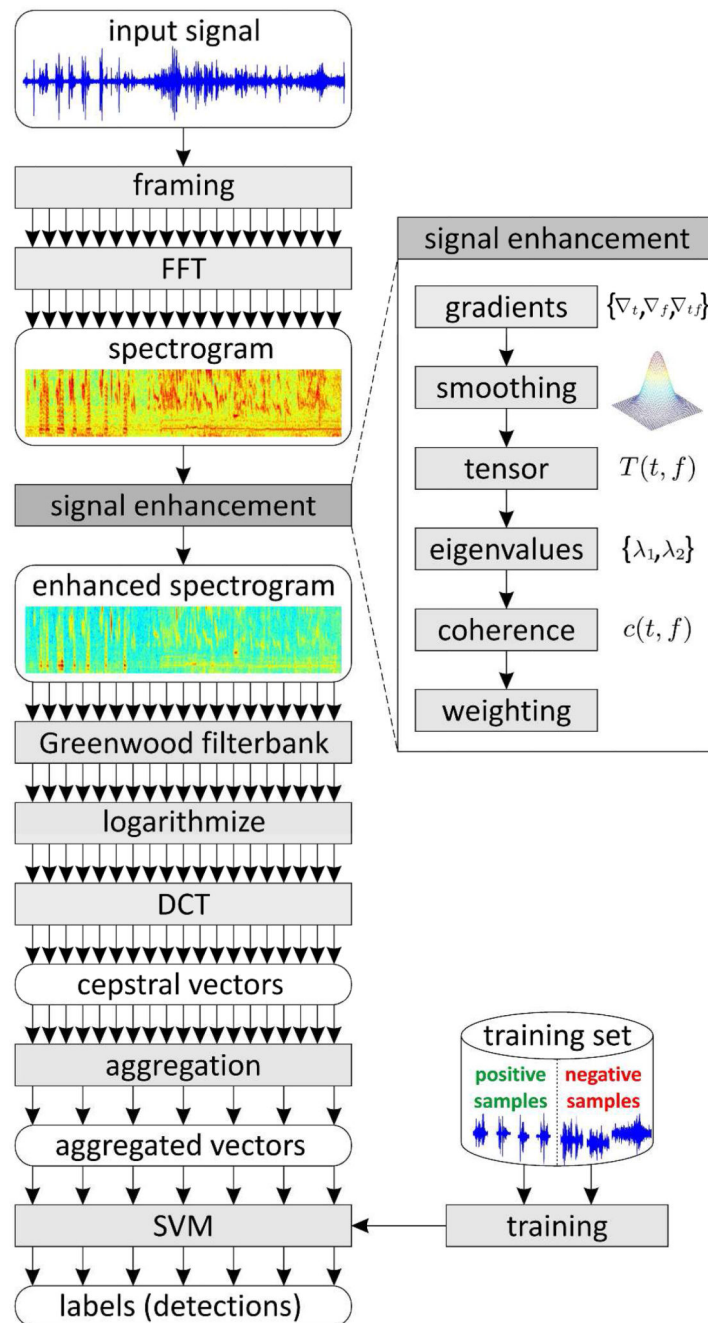 input signal
framing
FFT
spectrogram
signal enhancement
enhanced spectrogram
Greenwood filterbank
logarithmize
DCT
cepstral vectors
aggregation
aggregated vectors
SVM
labels (detections)
signal enhancement
gradients {∇t,∇f,∇tf}
smoothing
tensor T(t, f)
eigenvalues {λ1,λ2}
coherence c(t, f)
weighting
training set
positive negative
samples samples
training